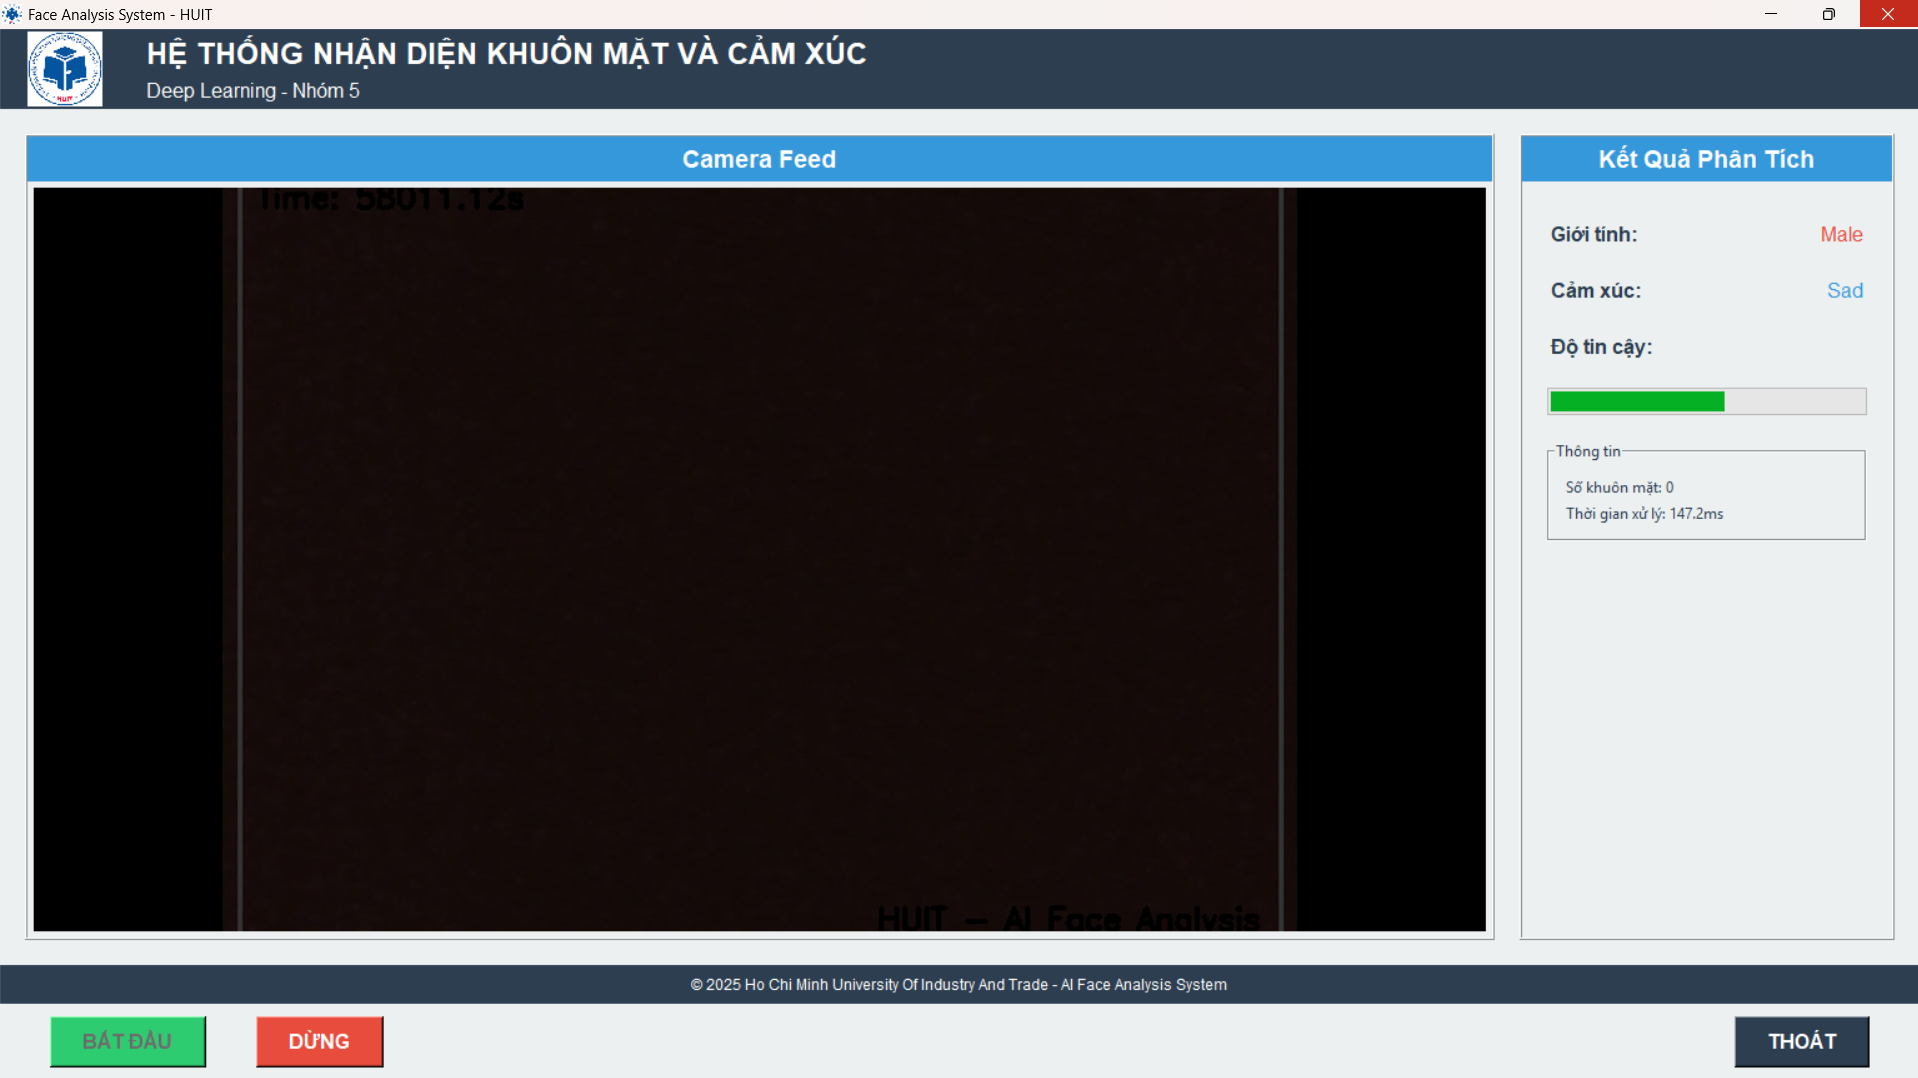 Face Analysis System - HUIT
HỆ THỐNG NHẬN DIỆN KHUÔN MẶT VÀ CẢM XÚC
Deep Learning - Nhóm 5
HUIT
Camera Feed
Time: 58011.12s
HUIT - AI Face Analysis
Kết Quả Phân Tích
Giới tính: Male
Cảm xúc: Sad
Độ tin cậy:
Thông tin
Số khuôn mặt: 0
Thời gian xử lý: 147.2ms
© 2025 Ho Chi Minh University Of Industry And Trade - AI Face Analysis System
BẮT ĐẦU
DỪNG
THOÁT